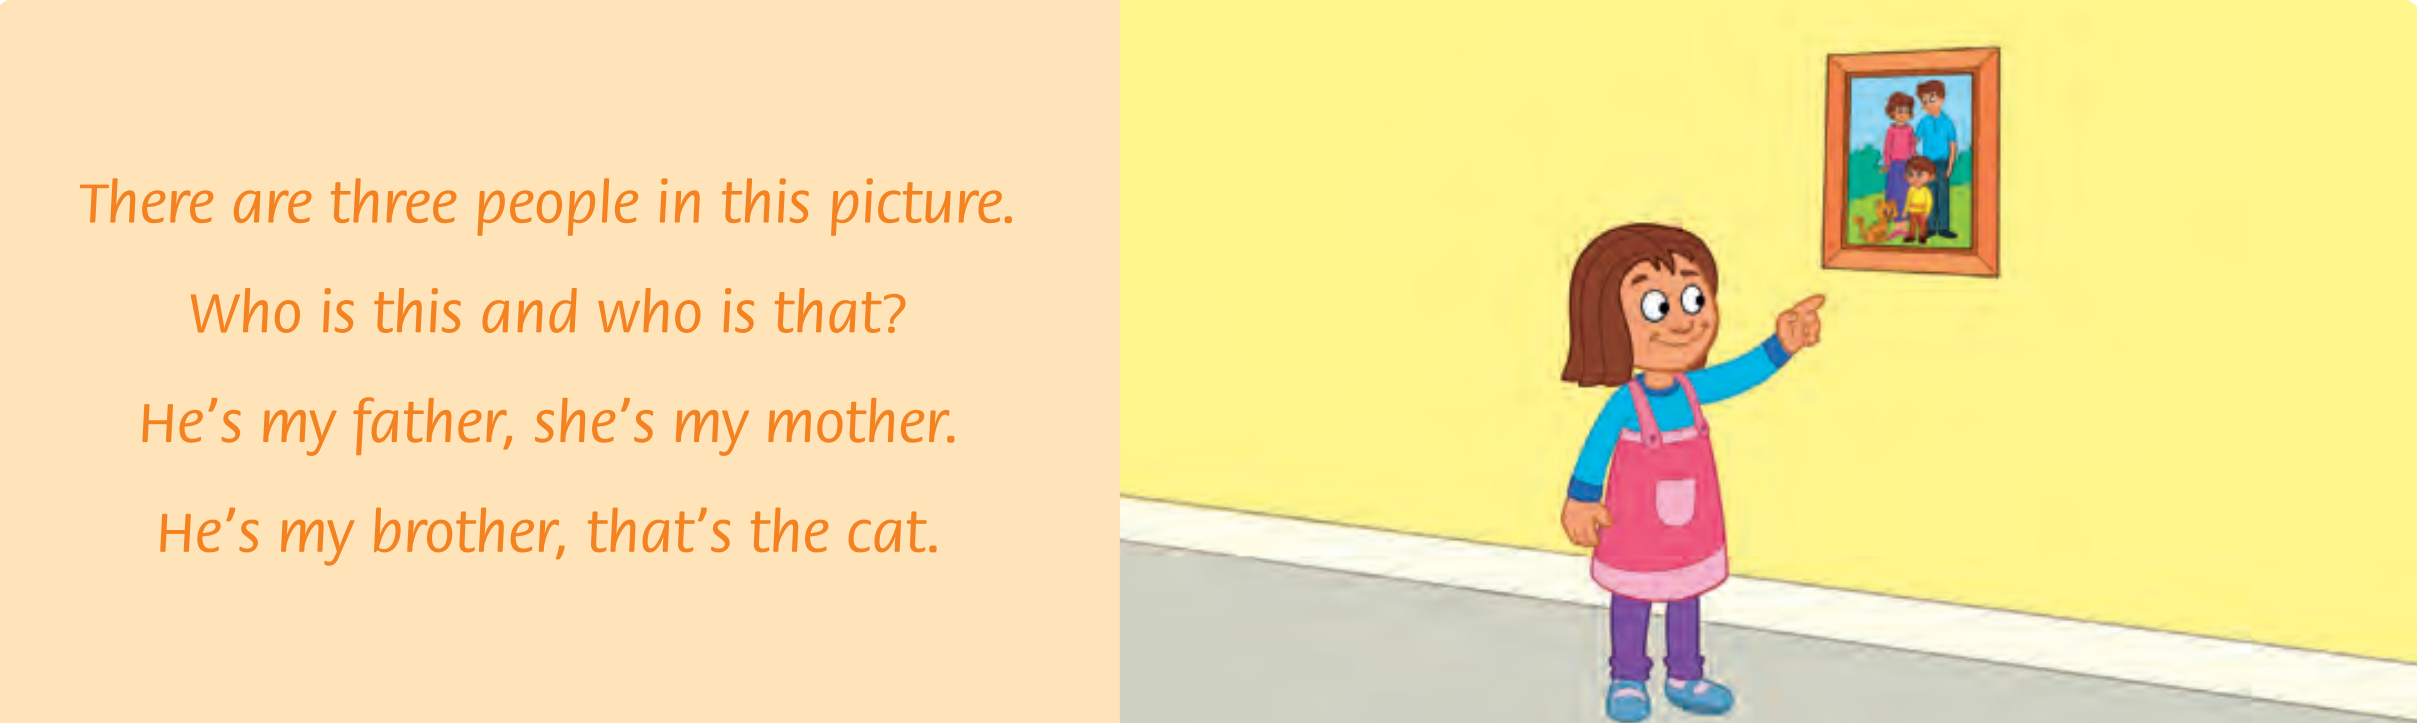 There are three people in this picture.
Who is this and who is that?
He’s my father, she’s my mother.
He’s my brother, that’s the cat.